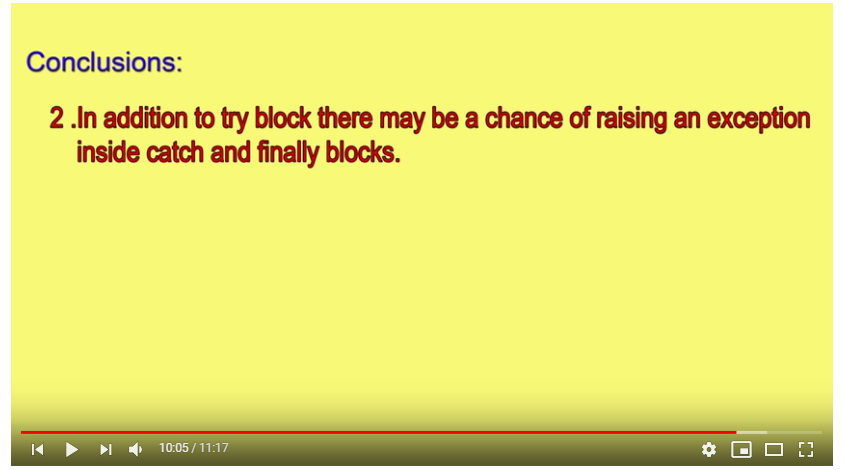 Conclusions:
2 .In addition to try block there may be a chance of raising an exception
inside catch and finally blocks.
10:05 / 11:17